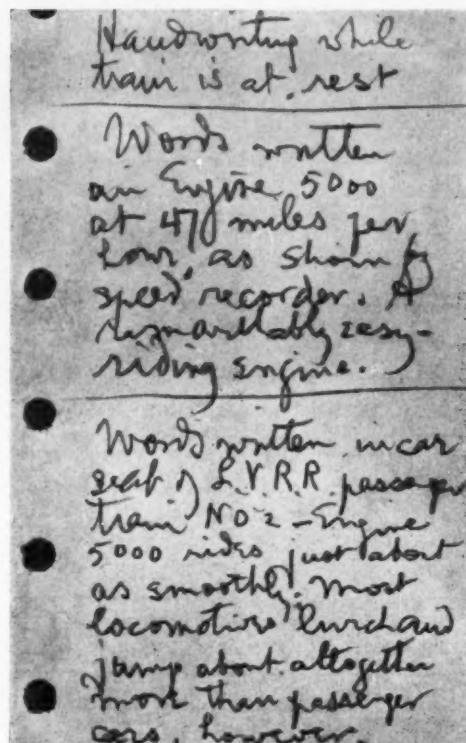 Handwriting while
train is at rest
Words written
on Engine 5000
at 47 miles per
hour, as shown by
speed recorder. A
remarkably easy-
riding engine.
Words written in car
seat of L.V.R.R. passenger
train No 2 - Engine
5000 rides just about
as smoothly. Most
locomotives lurch and
jump about altogether
more than passenger
cars, however.